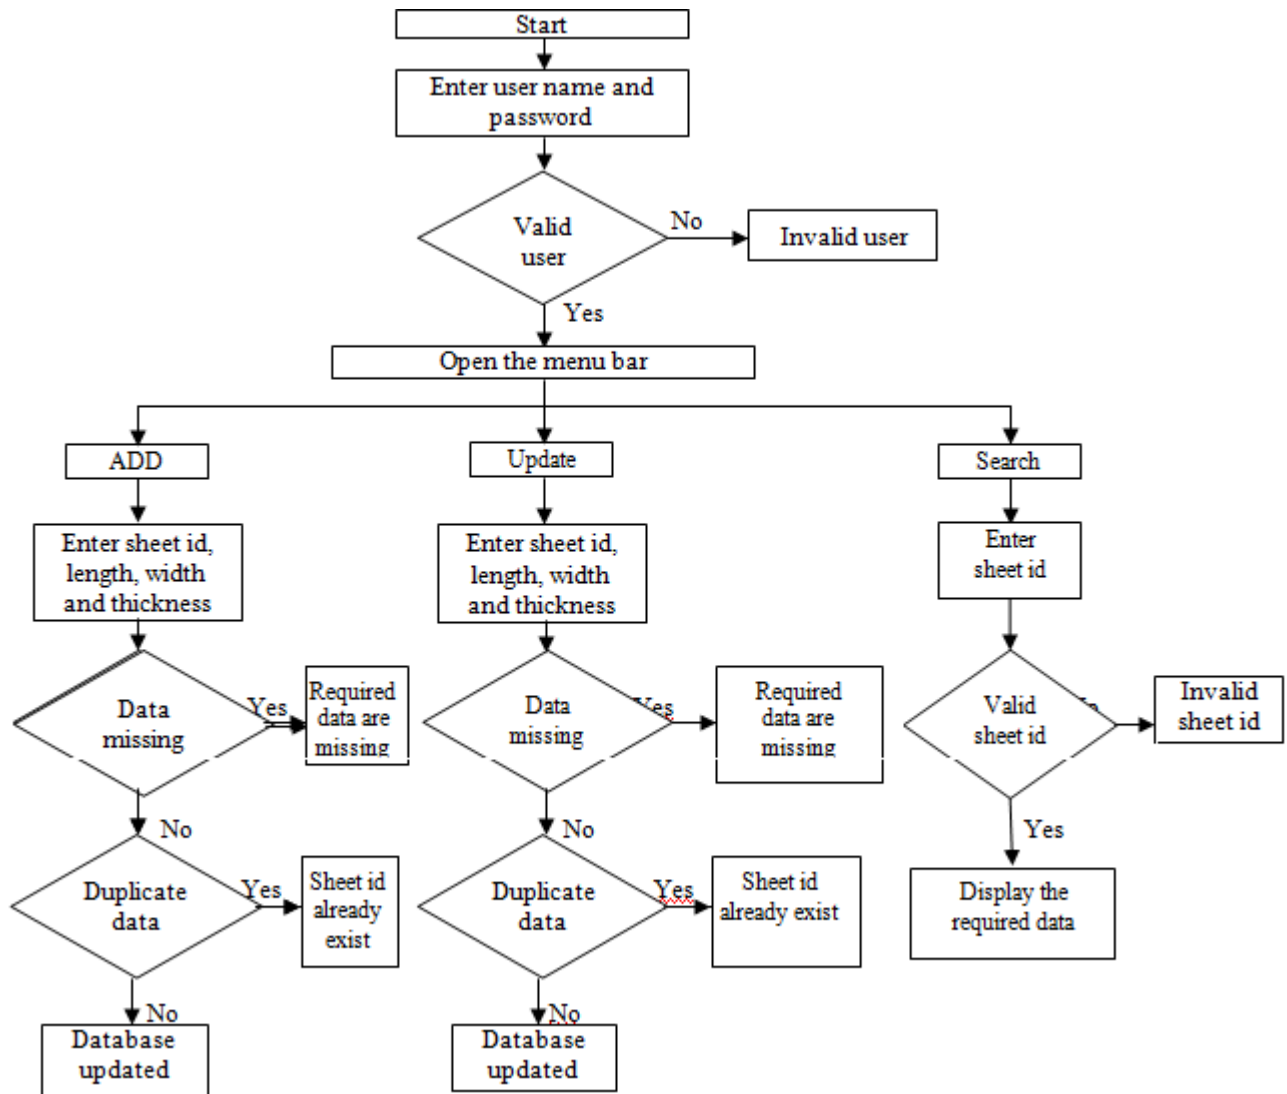 Start
Enter user name and
password
Valid
user
No
Invalid user
Yes
Open the menu bar
ADD
Enter sheet id,
length, width
and thickness
Data
missing
Yes
Required
data are
missing
No
Duplicate
data
Yes
Sheet id
already
exist
No
Database
updated
Update
Enter sheet id,
length, width
and thickness
Data
missing
Yes
Required
data are
missing
No
Duplicate
data
Yes
Sheet id
already exist
No
Database
updated
Search
Enter
sheet id
Valid
sheet id
Invalid
sheet id
Yes
Display the
required data